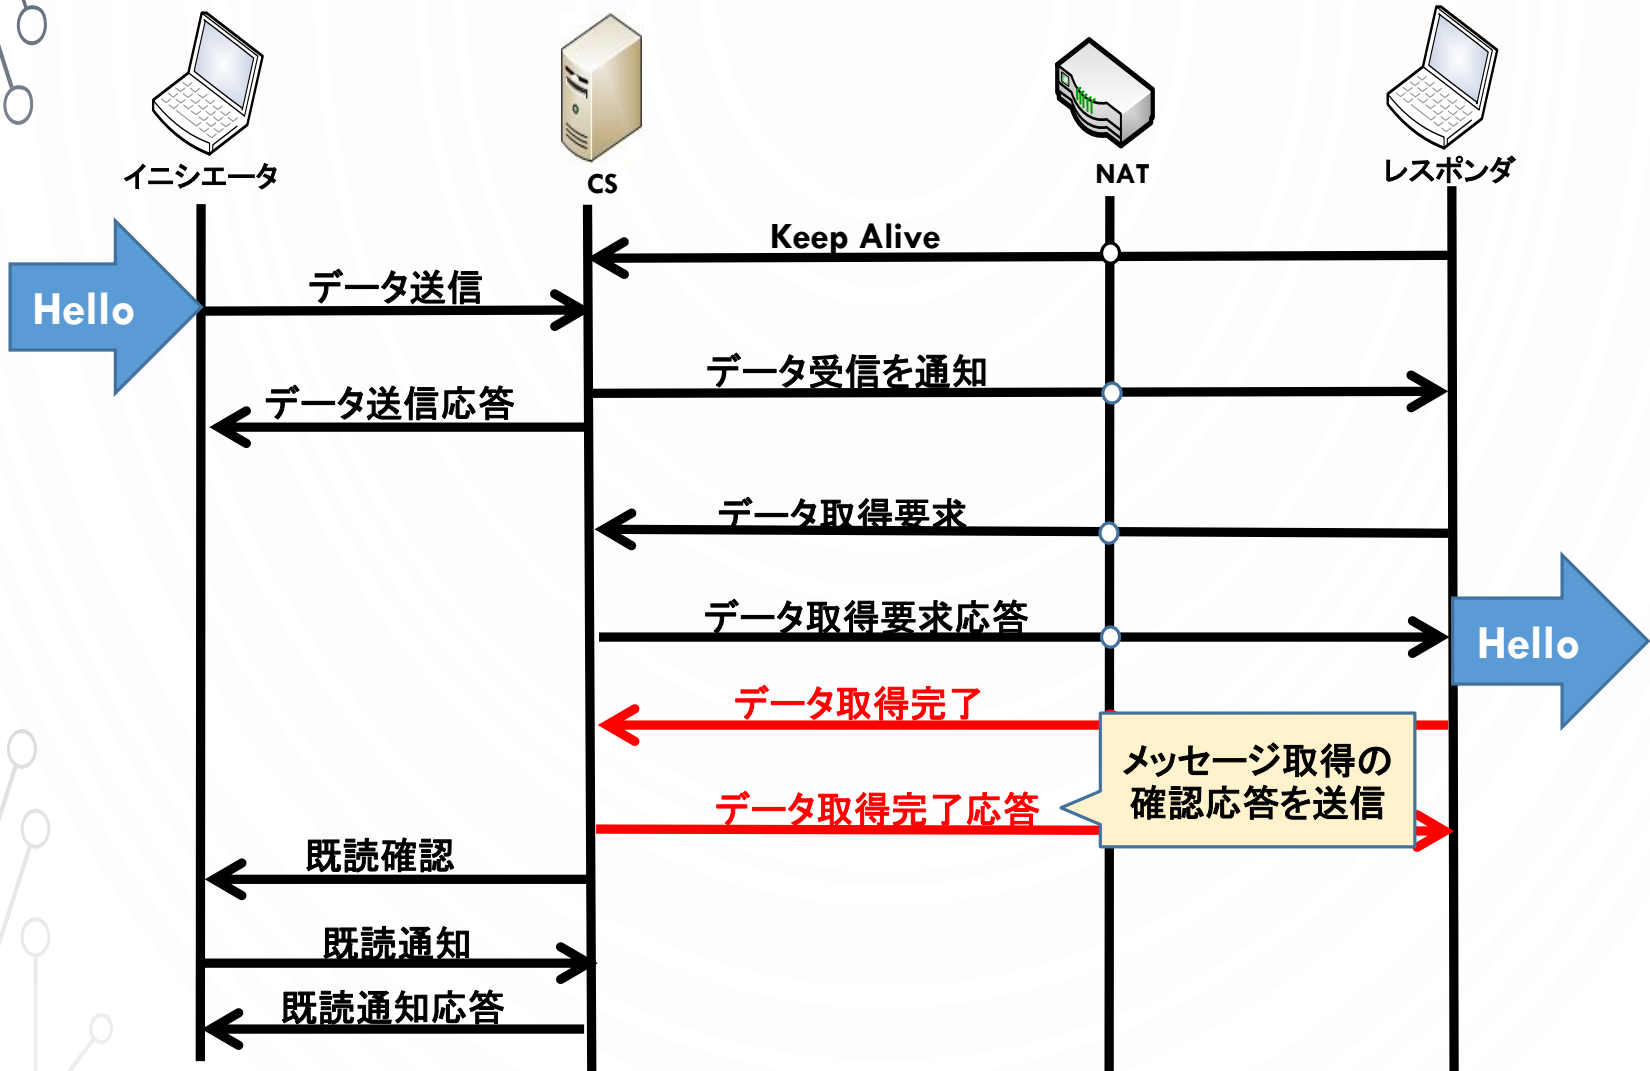 イニシエータ
CS
NAT
レスポンダ
Keep Alive
データ送信
Hello
データ受信を通知
データ送信応答
データ取得要求
データ取得要求応答
Hello
データ取得完了
メッセージ取得の
確認応答を送信
データ取得完了応答
既読確認
既読通知
既読通知応答